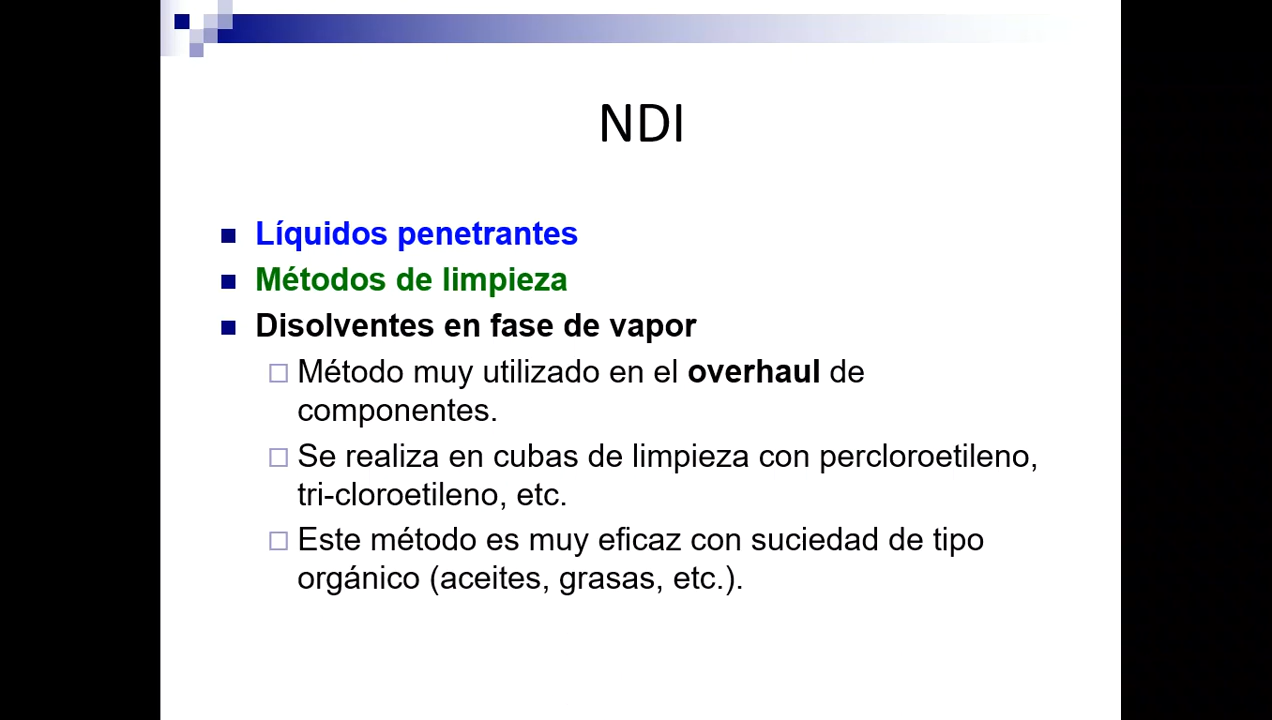 NDI
Líquidos penetrantes
Métodos de limpieza
Disolventes en fase de vapor
Método muy utilizado en el overhaul de
componentes.
Se realiza en cubas de limpieza con percloroetileno,
tri-cloroetileno, etc.
Este método es muy eficaz con suciedad de tipo
orgánico (aceites, grasas, etc.).